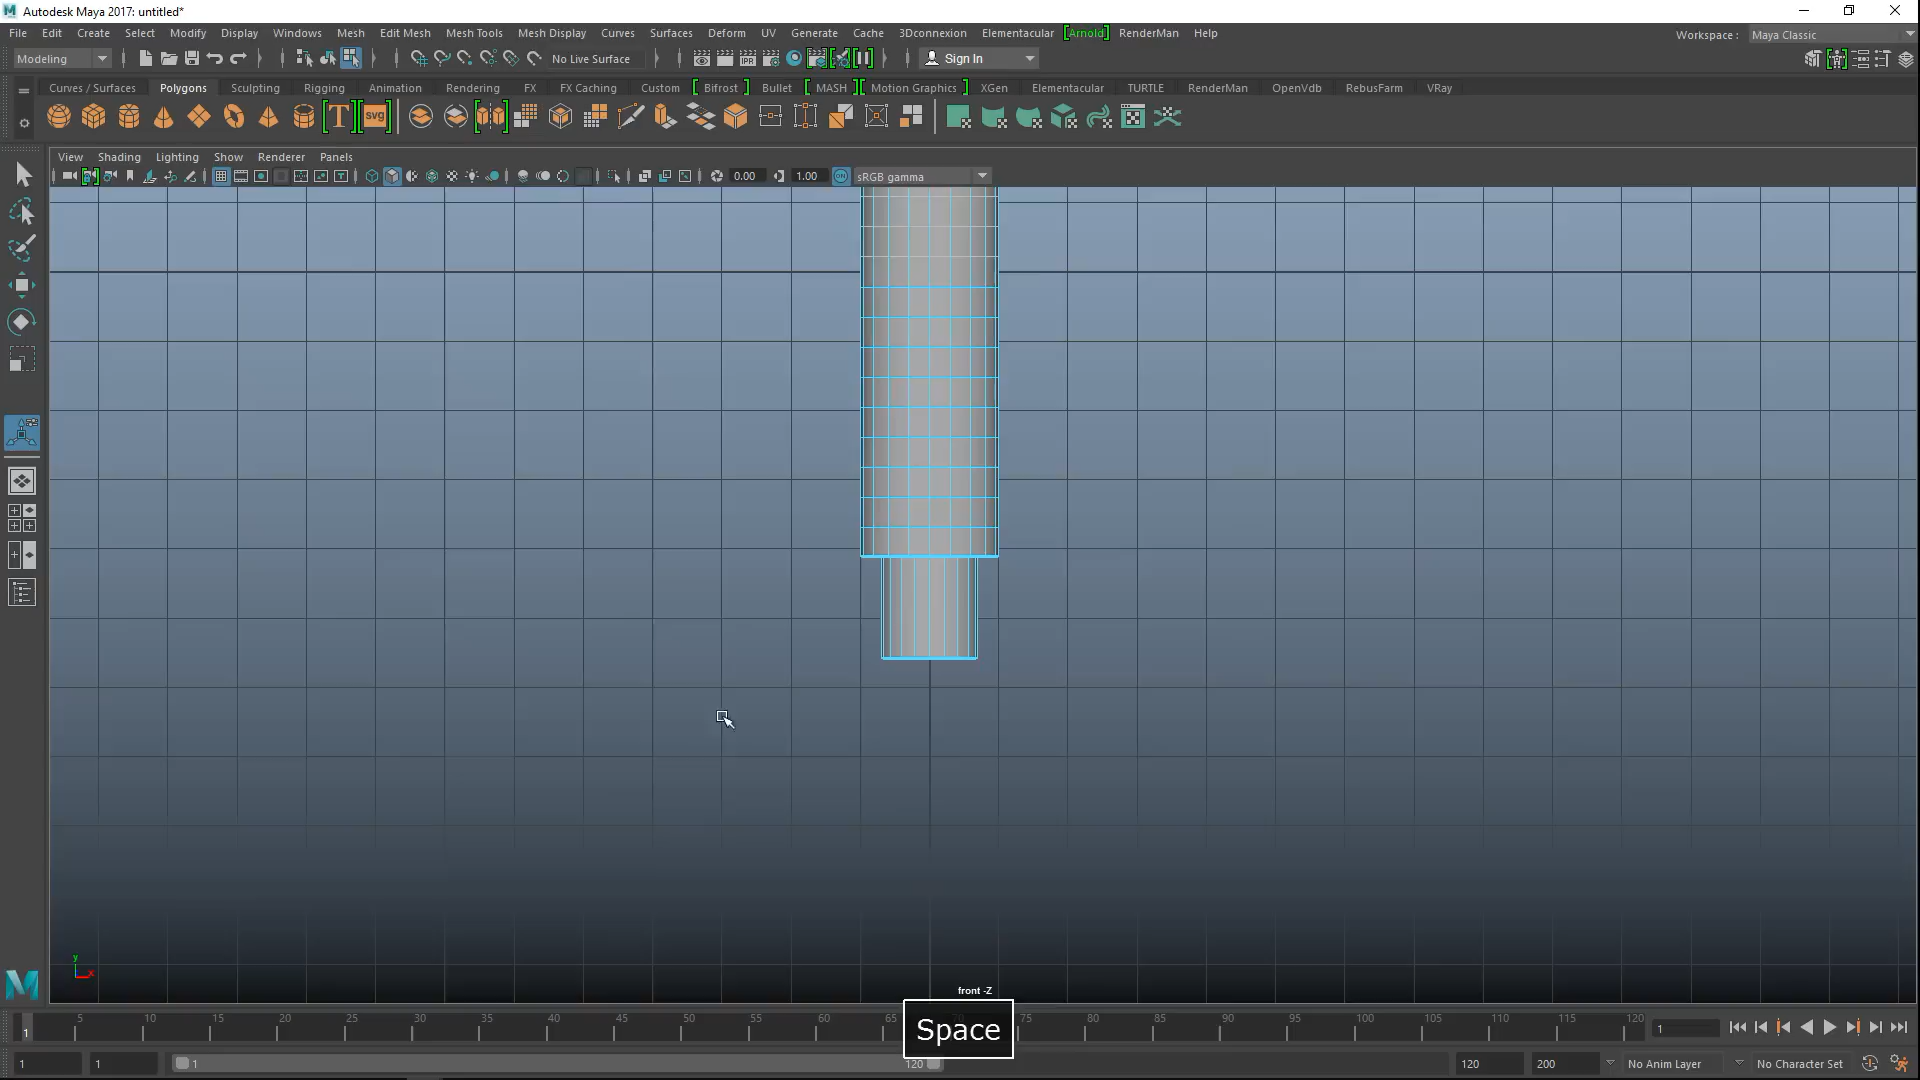 Autodesk Maya 2017: untitled*
File Edit Create Select Modify Display Windows Mesh Edit Mesh Mesh Tools Mesh Display Curves Surfaces Deform UV Generate Cache 3Dconnexion Elementacular [Arnold] RenderMan Help Workspace : Maya Classic
Modeling No Live Surface Sign In
Curves / Surfaces Polygons Sculpting Rigging Animation Rendering FX FX Caching Custom [ Bifrost ] Bullet [ MASH ] [ Motion Graphics ] XGen Elementacular TURTLE RenderMan OpenVdb RebusFarm VRay
T svg
View Shading Lighting Show Renderer Panels
0.00 1.00 ON sRGB gamma
y
x
front -Z
5 10 15 20 25 30 35 40 45 50 55 60 65 70 75 80 85 90 95 100 105 110 115 120
1 Space 1
1 1 1 120 120 200 No Anim Layer No Character Set